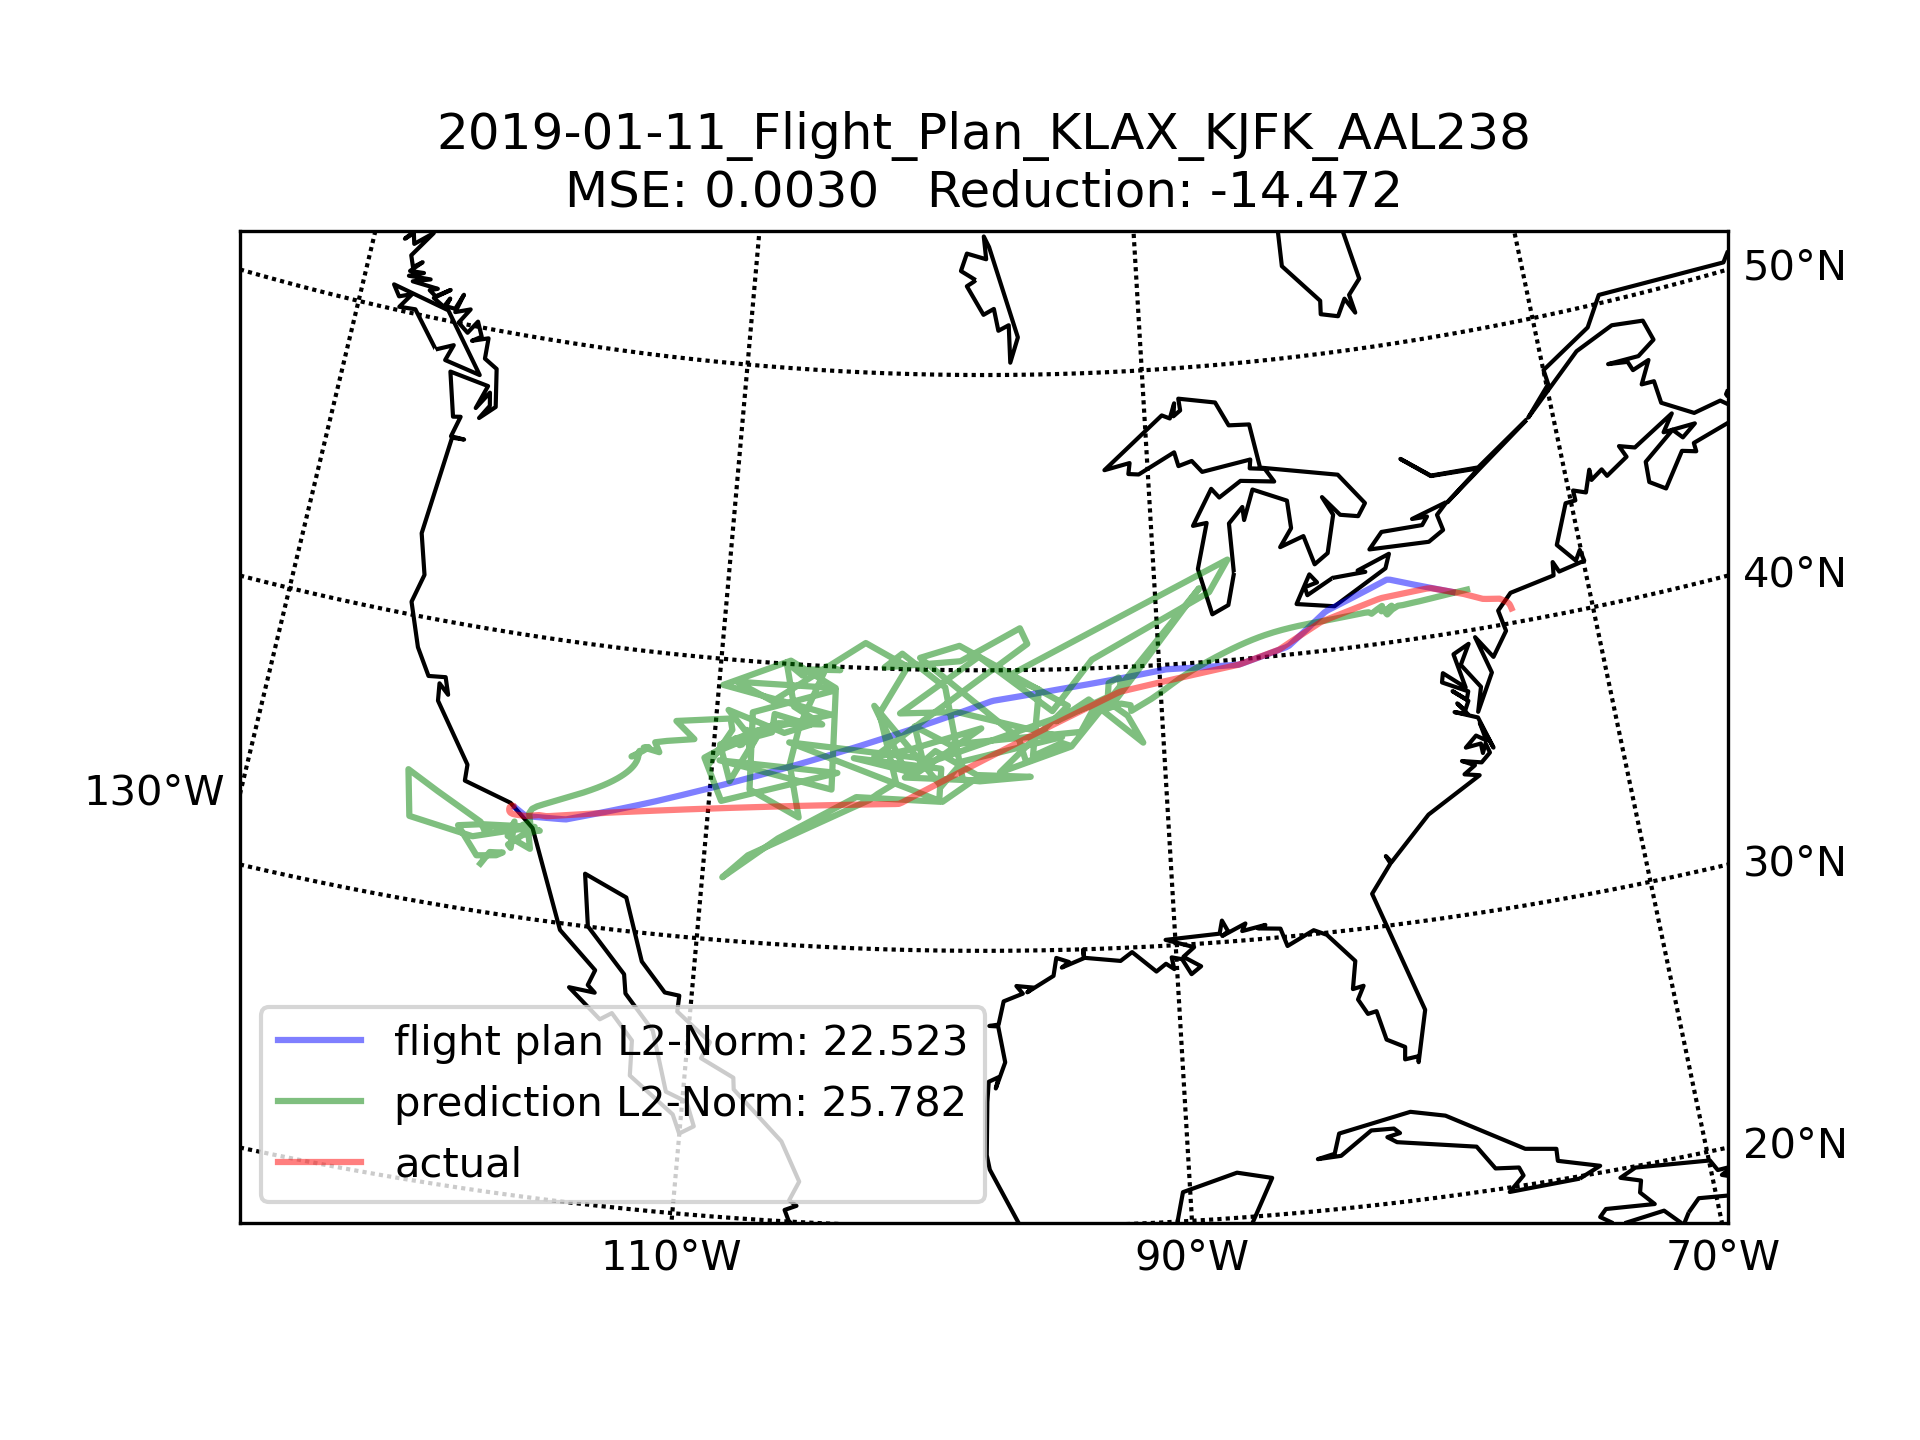 2019-01-11_Flight_Plan_KLAX_KJFK_AAL238
MSE: 0.0030   Reduction: -14.472
50°N
40°N
130°W
30°N
flight plan L2-Norm: 22.523
prediction L2-Norm: 25.782
20°N
actual
110°W
90°W
70°W